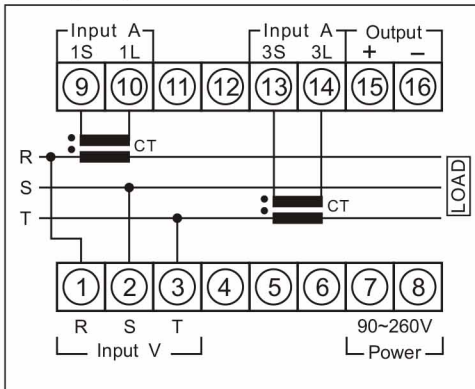 Input A Input A Output
1S 1L 3S 3L + −
9 10 11 12 13 14 15 16
CT
R
S
CT
T
LOAD
1 2 3 4 5 6 7 8
R S T 90~260V
Input V Power